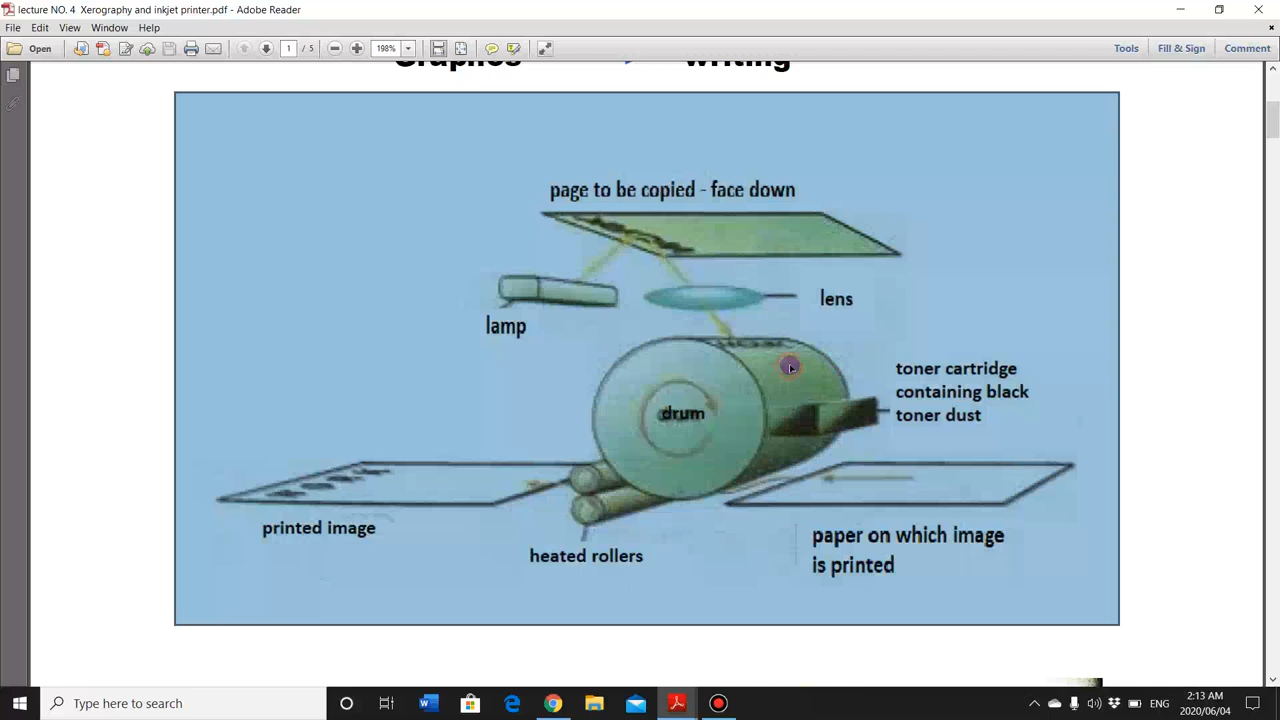 lecture NO. 4 Xerography and inkjet printer.pdf - Adobe Reader
File Edit View Window Help
Open 1 / 5 198% Tools Fill & Sign Comment
Graphics writing
page to be copied - face down
lens
lamp
toner cartridge
containing black
toner dust
drum
printed image
heated rollers
paper on which image
is printed
Type here to search
ENG
2:13 AM
2020/06/04